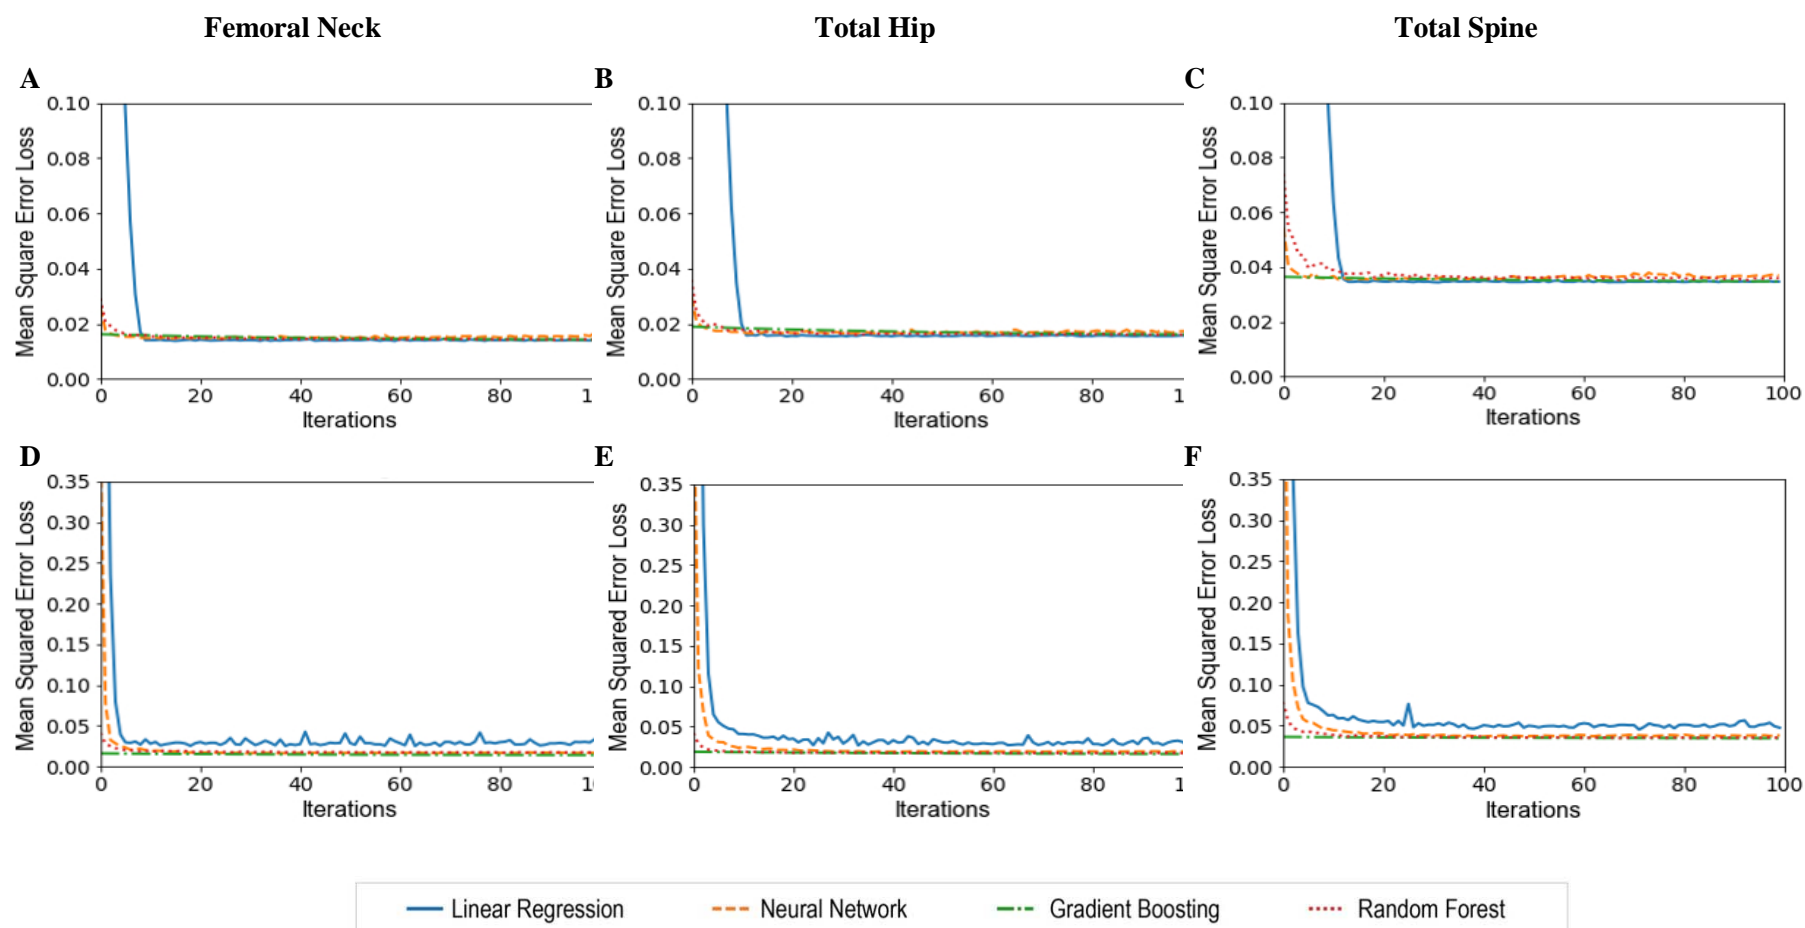 Femoral Neck Total Hip Total Spine
A B C
0.10 0.10 0.10
0.08 0.08 0.08
0.06 0.06 0.06
0.04 0.04 0.04
0.02 0.02 0.02
0.00 0.00 0.00
Mean Square Error Loss Mean Square Error Loss Mean Square Error Loss
0 20 40 60 80 1 0 20 40 60 80 1 0 20 40 60 80 100
Iterations Iterations Iterations
D E F
0.35 0.35 0.35
0.30 0.30 0.30
0.25 0.25 0.25
0.20 0.20 0.20
0.15 0.15 0.15
0.10 0.10 0.10
0.05 0.05 0.05
0.00 0.00 0.00
Mean Squared Error Loss Mean Squared Error Loss Mean Squared Error Loss
0 20 40 60 80 1 0 20 40 60 80 1 0 20 40 60 80 100
Iterations Iterations Iterations
Linear Regression Neural Network Gradient Boosting Random Forest